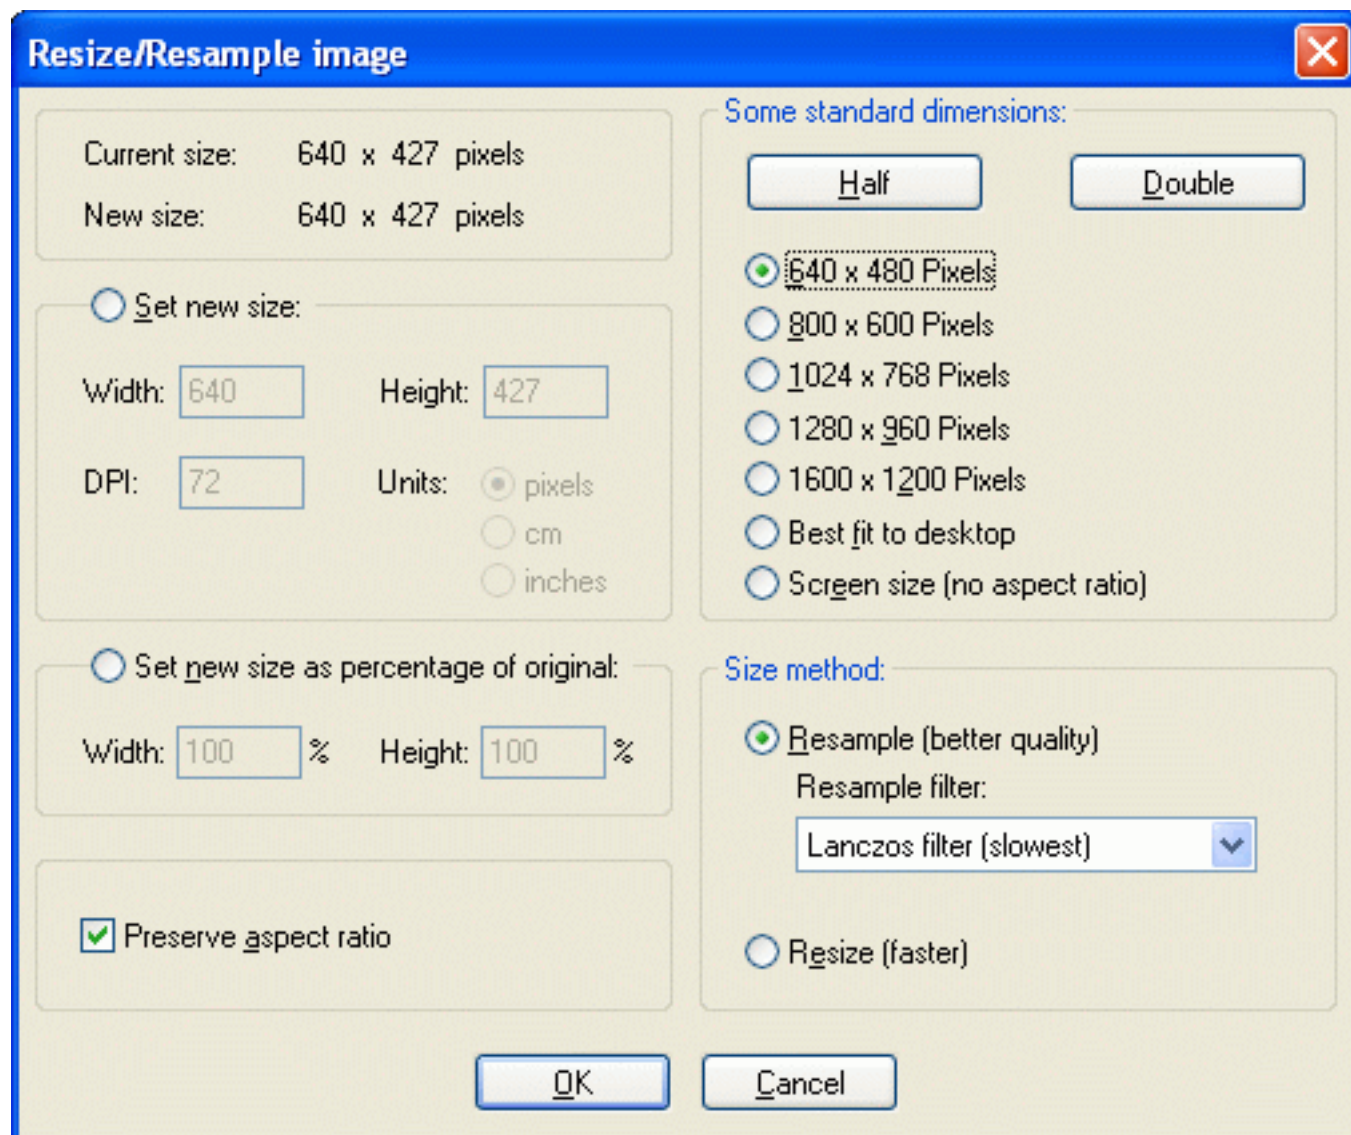 Resize/Resample image
Current size: 640 x 427 pixels
New size: 640 x 427 pixels
Set new size:
Width: 640 Height: 427
DPI: 72 Units: pixels
cm
inches
Set new size as percentage of original:
Width: 100 % Height: 100 %
Preserve aspect ratio
Some standard dimensions:
Half Double
640 x 480 Pixels
800 x 600 Pixels
1024 x 768 Pixels
1280 x 960 Pixels
1600 x 1200 Pixels
Best fit to desktop
Screen size (no aspect ratio)
Size method:
Resample (better quality)
Resample filter:
Lanczos filter (slowest)
Resize (faster)
OK Cancel